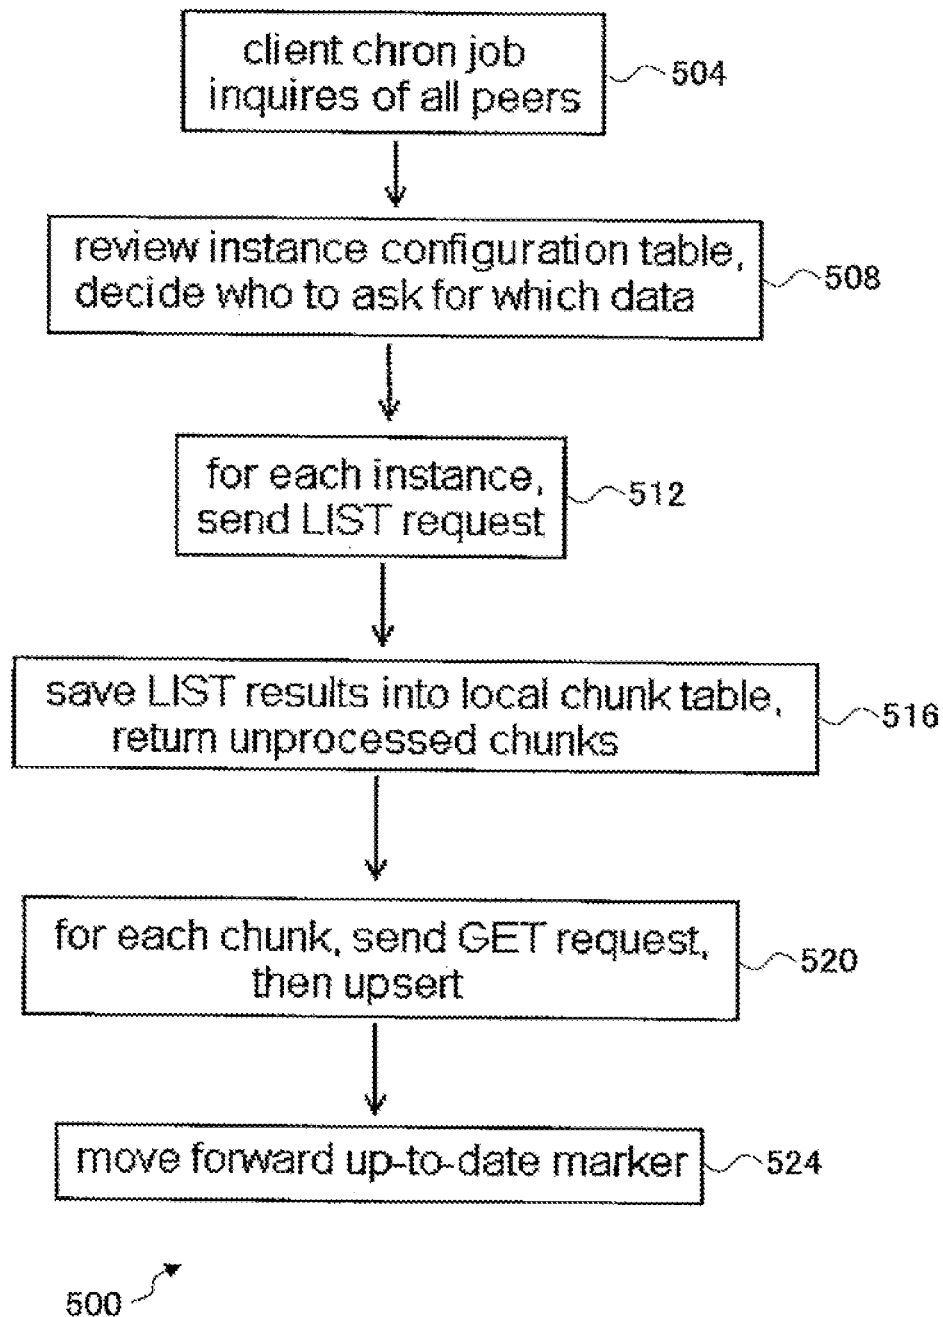 client chron job
inquires of all peers
504
review instance configuration table,
decide who to ask for which data
508
for each instance,
send LIST request
512
save LIST results into local chunk table,
return unprocessed chunks
516
for each chunk, send GET request,
then upsert
520
move forward up-to-date marker
524
500